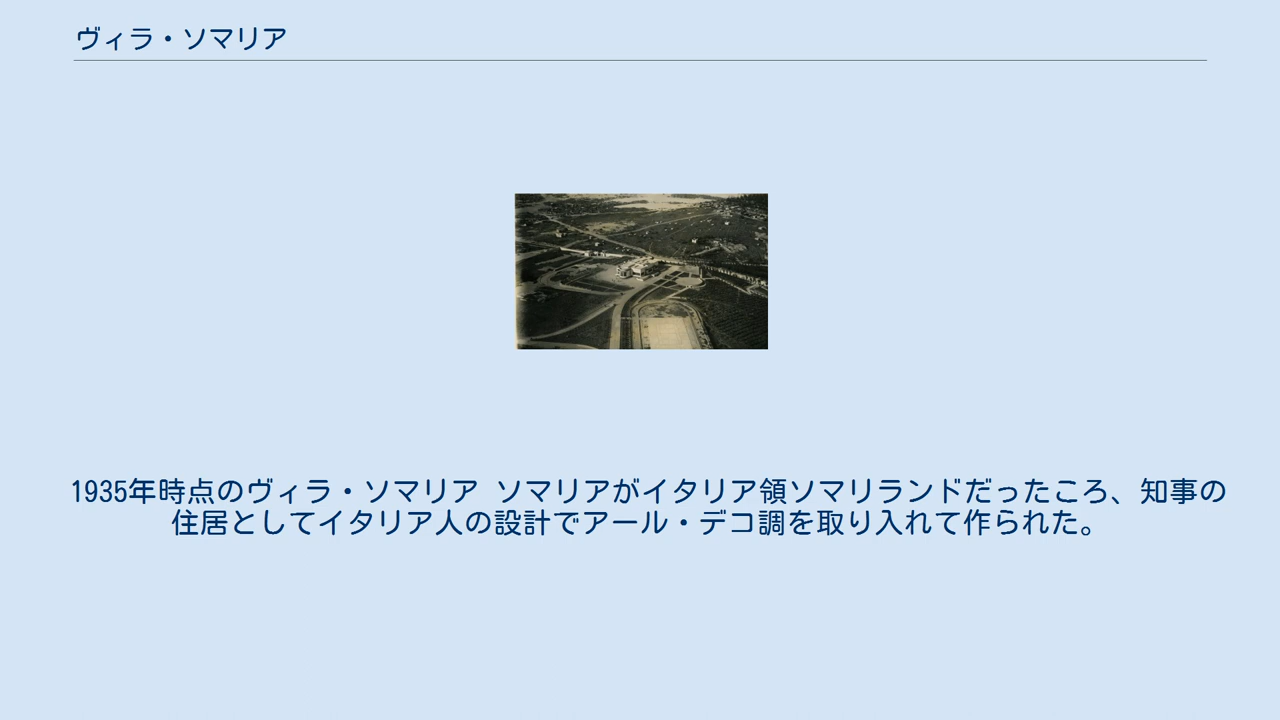 ヴィラ・ソマリア
1935年時点のヴィラ・ソマリア ソマリアがイタリア領ソマリランドだったころ、知事の
住居としてイタリア人の設計でアール・デコ調を取り入れて作られた。